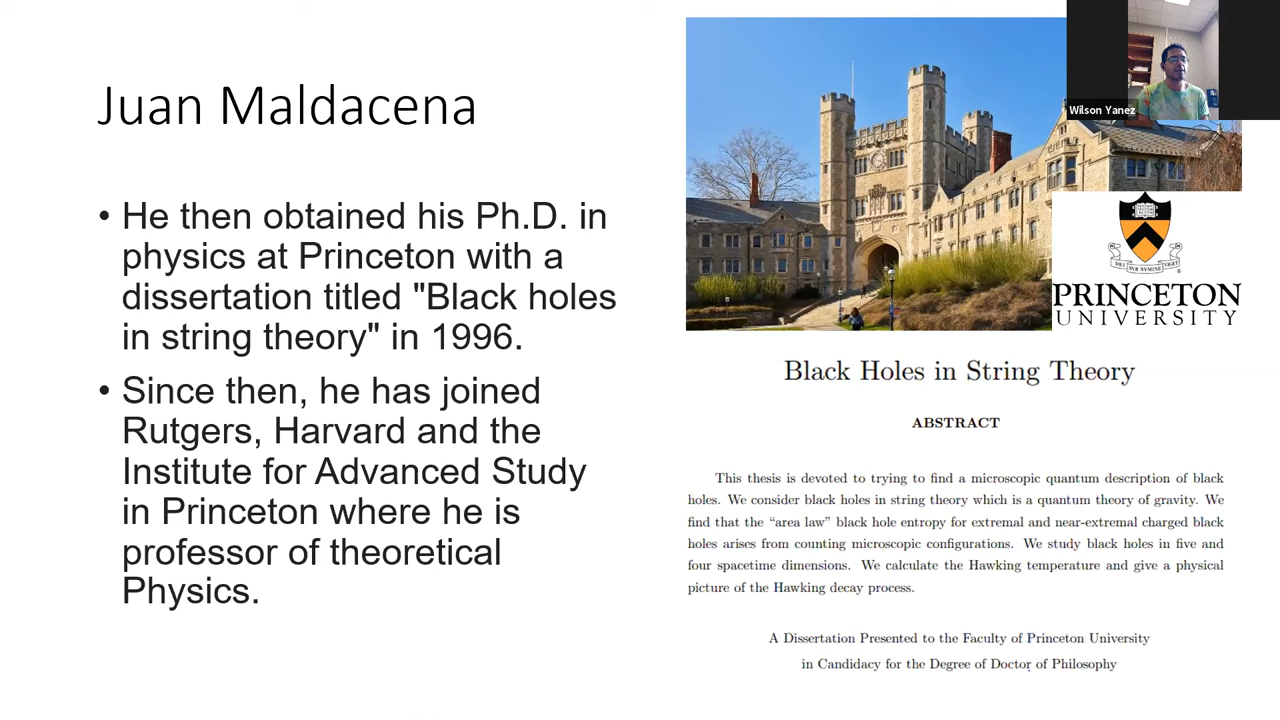 Juan Maldacena
• He then obtained his Ph.D. in
physics at Princeton with a
dissertation titled "Black holes
in string theory" in 1996.
• Since then, he has joined
Rutgers, Harvard and the
Institute for Advanced Study
in Princeton where he is
professor of theoretical
Physics.
Wilson Yanez
PRINCETON
UNIVERSITY
Black Holes in String Theory
ABSTRACT
This thesis is devoted to trying to find a microscopic quantum description of black
holes. We consider black holes in string theory which is a quantum theory of gravity. We
find that the “area law” black hole entropy for extremal and near-extremal charged black
holes arises from counting microscopic configurations. We study black holes in five and
four spacetime dimensions. We calculate the Hawking temperature and give a physical
picture of the Hawking decay process.
A Dissertation Presented to the Faculty of Princeton University
in Candidacy for the Degree of Doctor of Philosophy